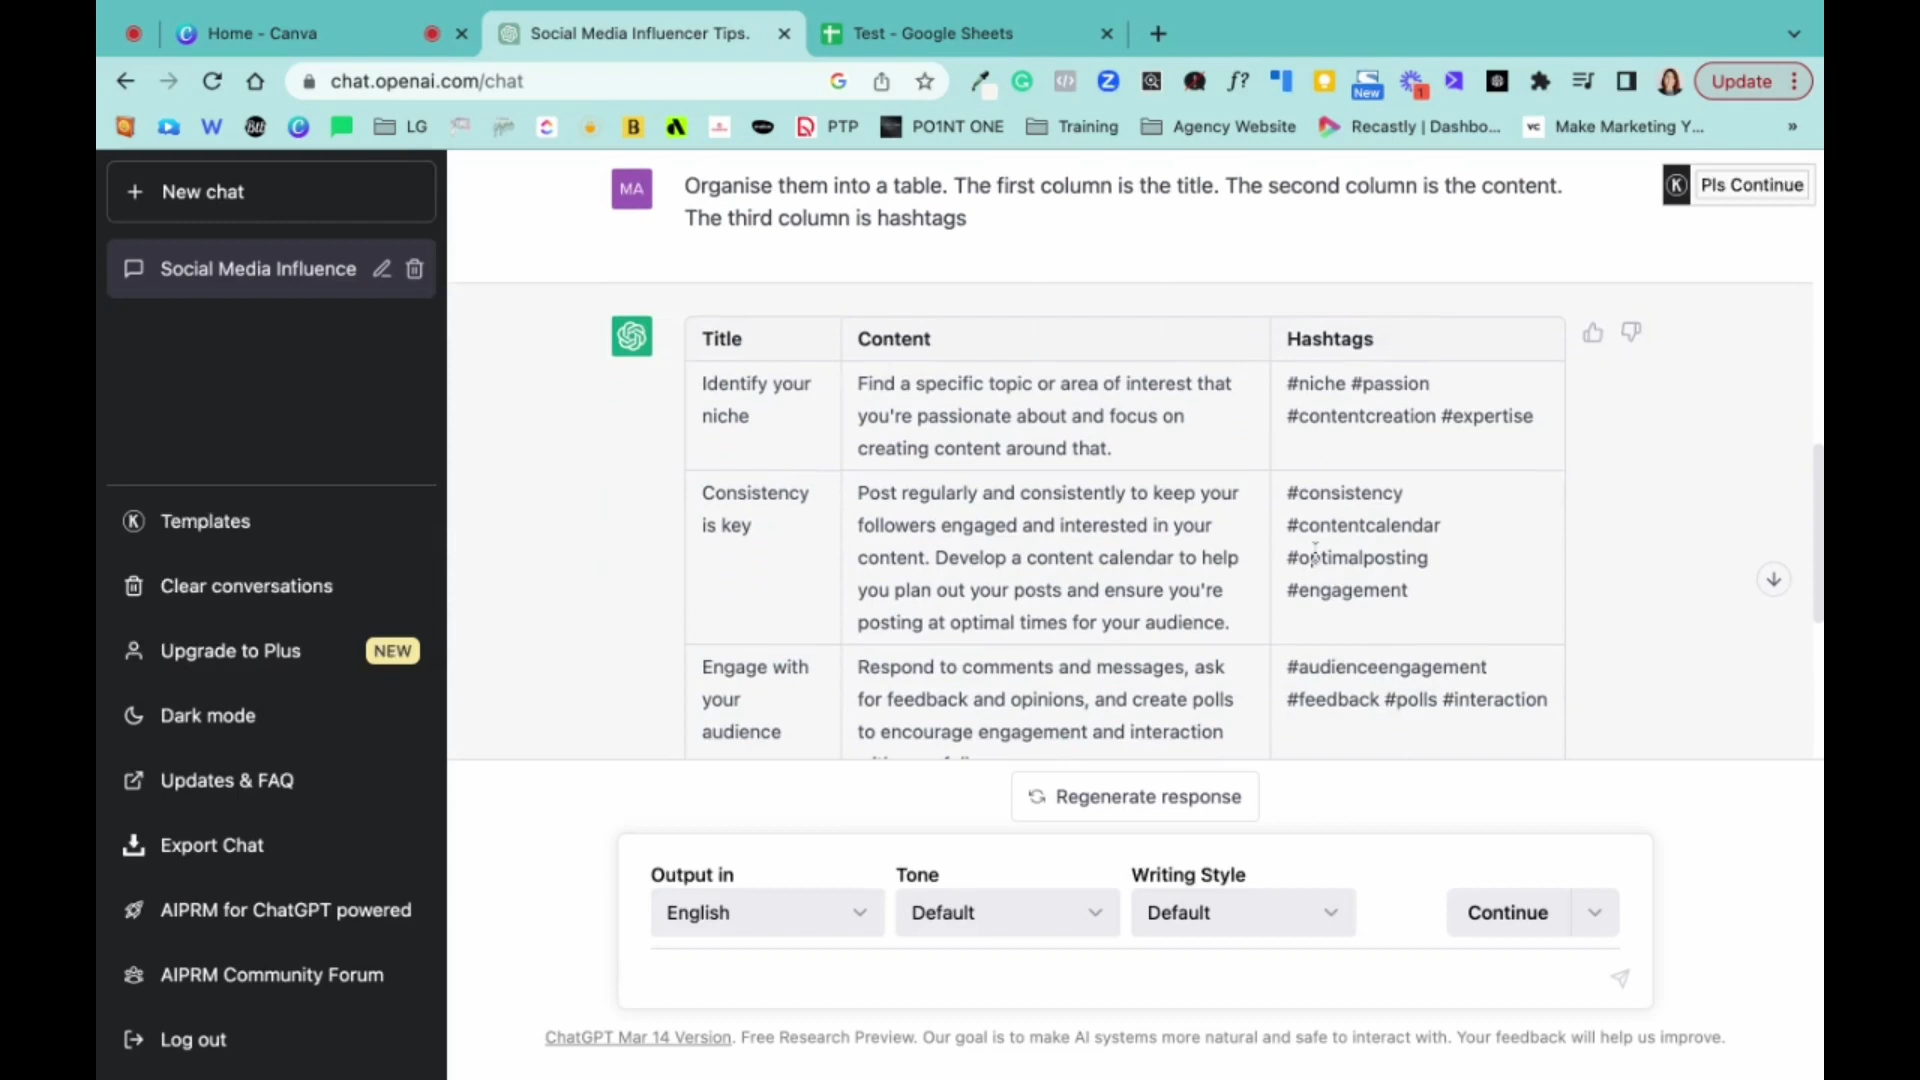 Home - Canva
Social Media Influencer Tips.
Test - Google Sheets
chat.openai.com/chat
New
1
Update
W
LG
B
PTP
PO1NT ONE
Training
Agency Website
Recastly | Dashbo...
VC
Make Marketing Y...
»
New chat
Social Media Influence
Templates
Clear conversations
Upgrade to Plus
NEW
Dark mode
Updates & FAQ
Export Chat
AIPRM for ChatGPT powered
AIPRM Community Forum
Log out
MA
Organise them into a table. The first column is the title. The second column is the content.
The third column is hashtags
Pls Continue
Title
Content
Hashtags
Identify your
niche
Find a specific topic or area of interest that
you're passionate about and focus on
creating content around that.
#niche #passion
#contentcreation #expertise
Consistency
is key
Post regularly and consistently to keep your
followers engaged and interested in your
content. Develop a content calendar to help
you plan out your posts and ensure you're
posting at optimal times for your audience.
#consistency
#contentcalendar
#optimalposting
#engagement
Engage with
your
audience
Respond to comments and messages, ask
for feedback and opinions, and create polls
to encourage engagement and interaction
#audienceengagement
#feedback #polls #interaction
Regenerate response
Output in
Tone
Writing Style
English
Default
Default
Continue
ChatGPT Mar 14 Version. Free Research Preview. Our goal is to make AI systems more natural and safe to interact with. Your feedback will help us improve.